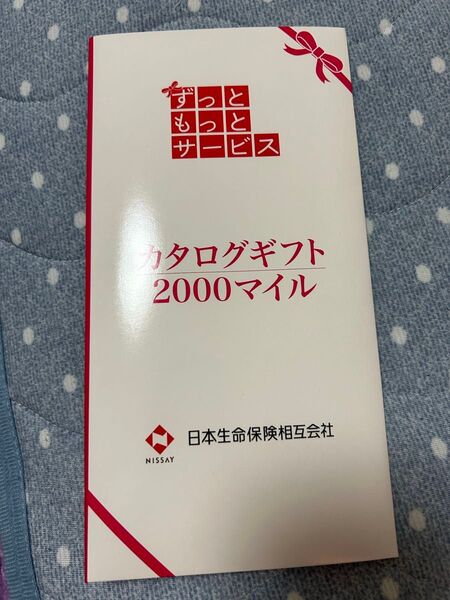 ずっと
もっと
サービス
カタログギフト
2000マイル
NISSAY
日本生命保険相互会社